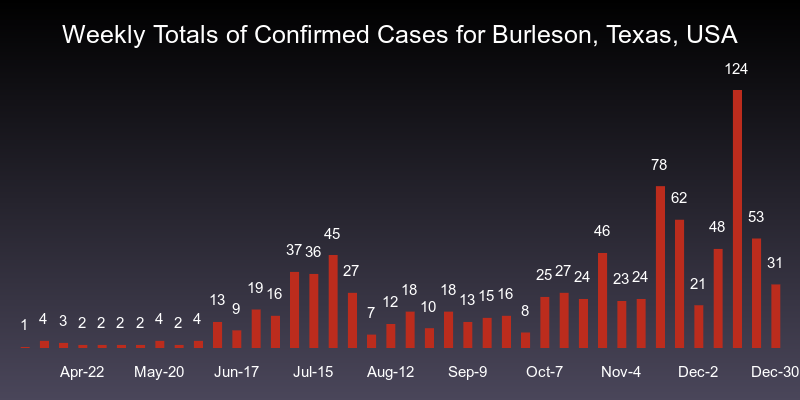 Weekly Totals of Confirmed Cases for Burleson, Texas, USA
1 4 3 2 2 2 2 4 2 4 13 9 19 16 37 36 45 27 7 12 18 10 18 13 15 16 8 25 27 24 46 23 24 78 62 21 48 124 53 31
Apr-22 May-20 Jun-17 Jul-15 Aug-12 Sep-9 Oct-7 Nov-4 Dec-2 Dec-30